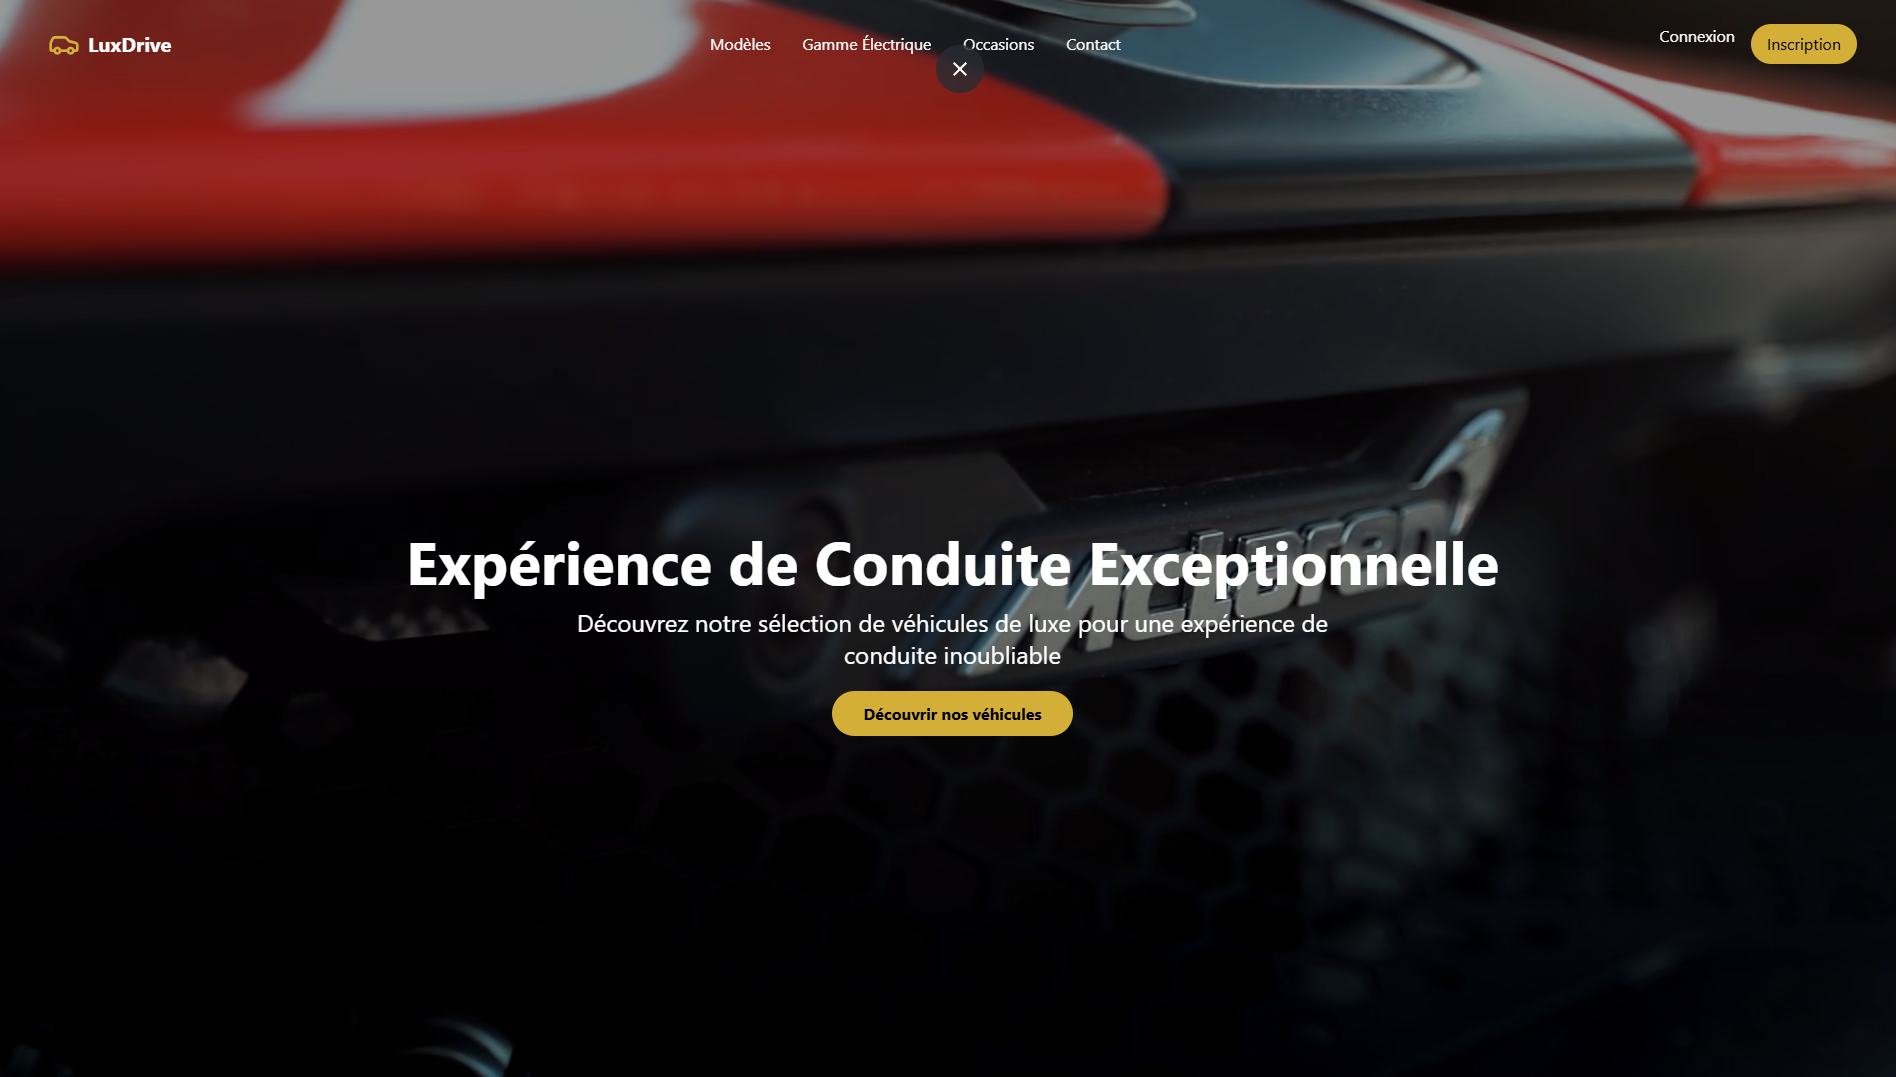 LuxDrive
Modèles
Gamme Électrique
Occasions
Contact
Connexion
Inscription
McLaren
Expérience de Conduite Exceptionnelle
Découvrez notre sélection de véhicules de luxe pour une expérience de
conduite inoubliable
Découvrir nos véhicules